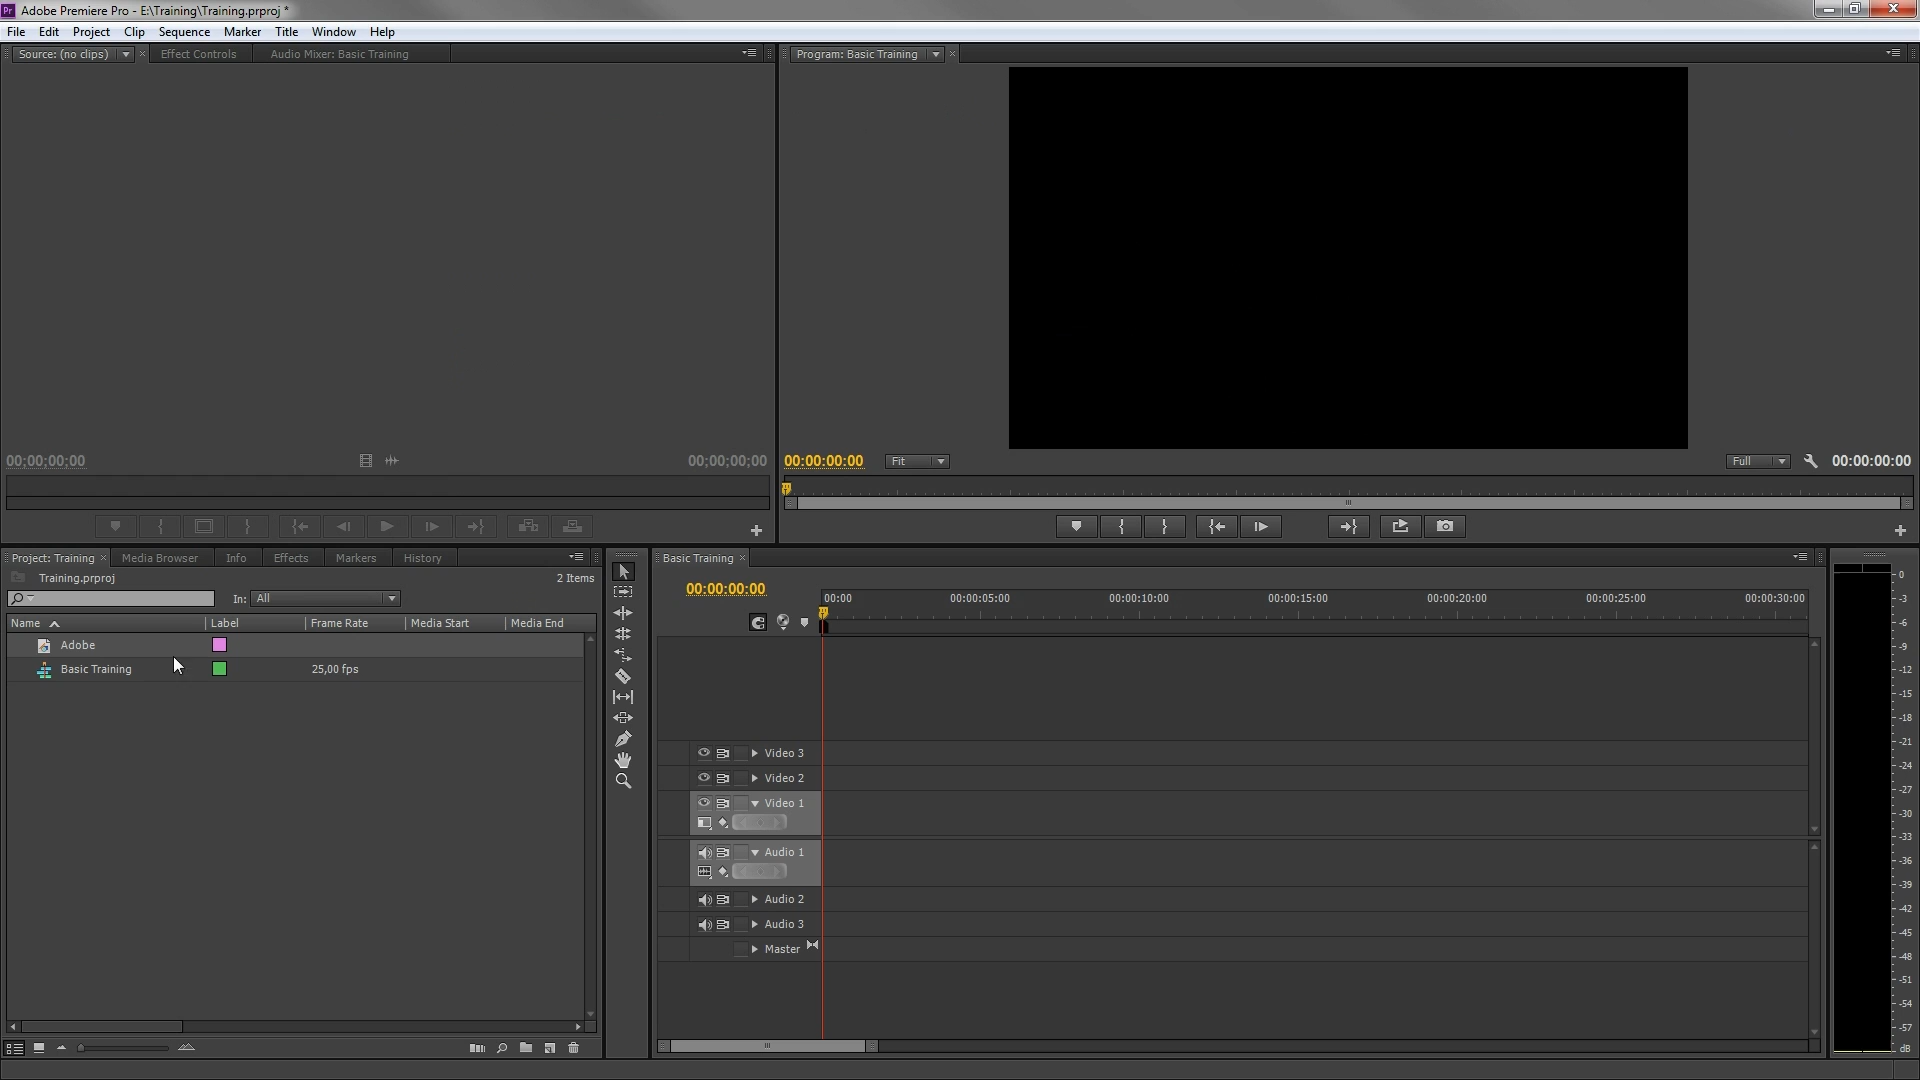 Pr Adobe Premiere Pro - E:\Training\Training.prproj *
File Edit Project Clip Sequence Marker Title Window Help
Source: (no clips) Effect Controls Audio Mixer: Basic Training
Program: Basic Training
00;00;00;00 00;00;00;00
00:00:00:00 Fit Full 00:00:00:00
Project: Training Media Browser Info Effects Markers History
Training.prproj 2 Items
In: All
Name Label Frame Rate Media Start Media End
Adobe
Basic Training 25,00 fps
Basic Training
00:00:00:00
00:00 00:00:05:00 00:00:10:00 00:00:15:00 00:00:20:00 00:00:25:00 00:00:30:00
Video 3
Video 2
Video 1
Audio 1
Audio 2
Audio 3
Master
0
-3
-6
-9
-12
-15
-18
-21
-24
-27
-30
-33
-36
-39
-42
-45
-48
-51
-54
-57
dB